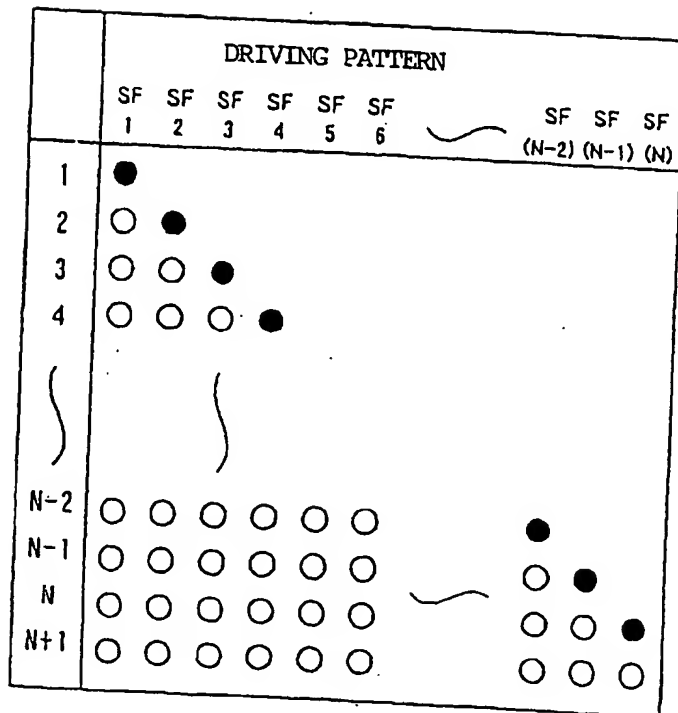 DRIVING PATTERN
SF SF SF SF SF SF SF SF SF
1 2 3 4 5 6 (N-2) (N-1) (N)
1
2
3
4
N-2
N-1
N
N+1